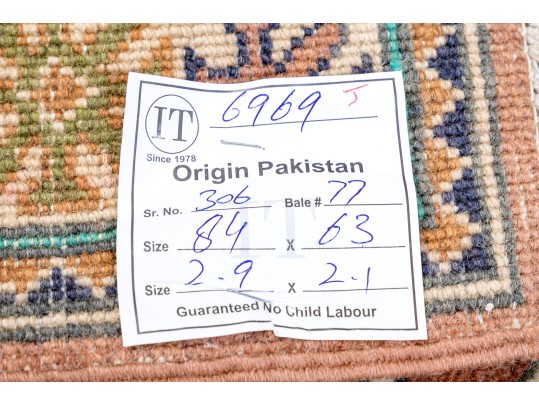 IT
6969 J
Since 1978
Origin Pakistan
Sr. No. 306 Bale # 77
Size 84 X 63
Size 2.9 X 2.1
Guaranteed No Child Labour